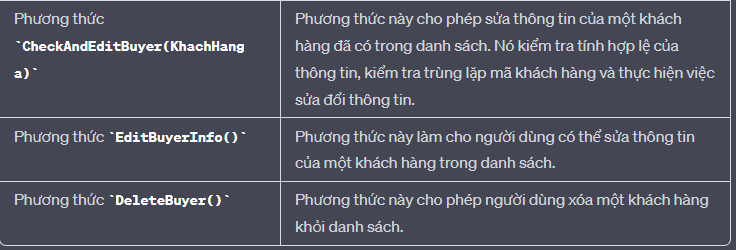 Phương thức
`CheckAndEditBuyer(KhachHang
a)`
Phương thức này cho phép sửa thông tin của một khách
hàng đã có trong danh sách. Nó kiểm tra tính hợp lệ của
thông tin, kiểm tra trùng lặp mã khách hàng và thực hiện việc
sửa đổi thông tin.
Phương thức `EditBuyerInfo()`
Phương thức này làm cho người dùng có thể sửa thông tin
của một khách hàng trong danh sách.
Phương thức `DeleteBuyer()`
Phương thức này cho phép người dùng xóa một khách hàng
khỏi danh sách.